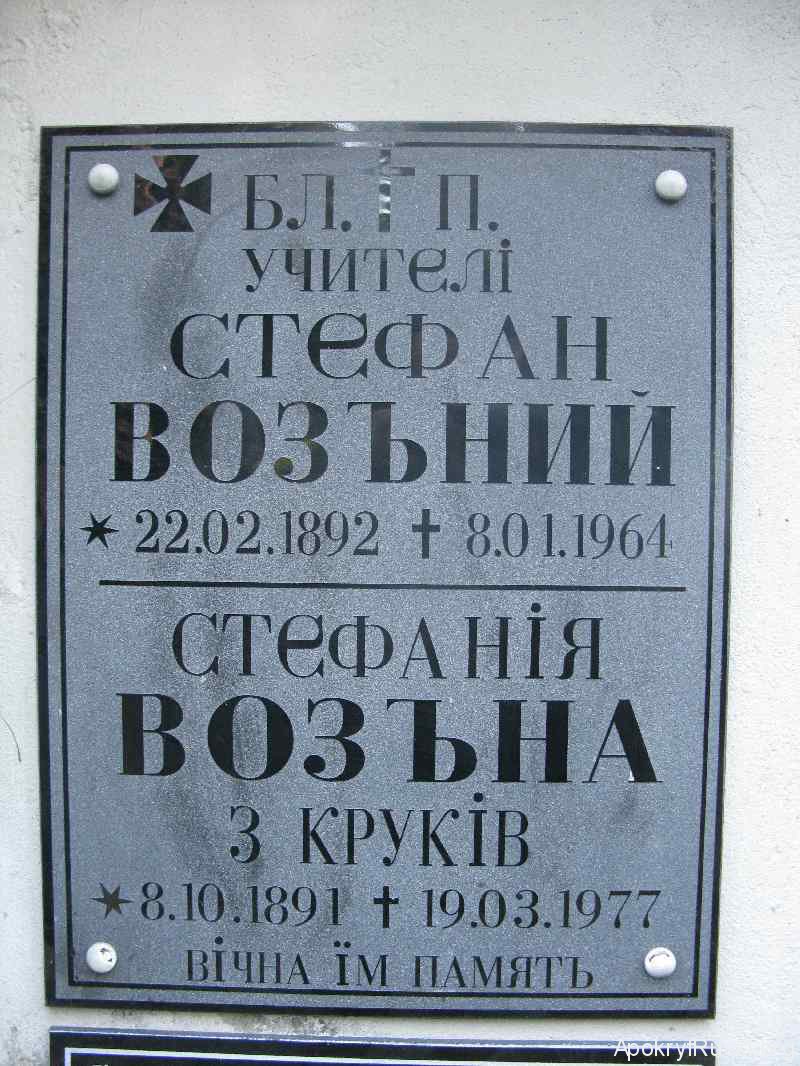 БЛ. П.
УЧИТЕЛІ
СТЕФАН
ВОЗЪНИЙ
22.02.1892 8.01.1964
СТЕФАНІЯ
ВОЗЪНА
З КРУКІВ
8.10.1891 19.03.1977
ВІЧНА ЇМ ПАМЯТЪ